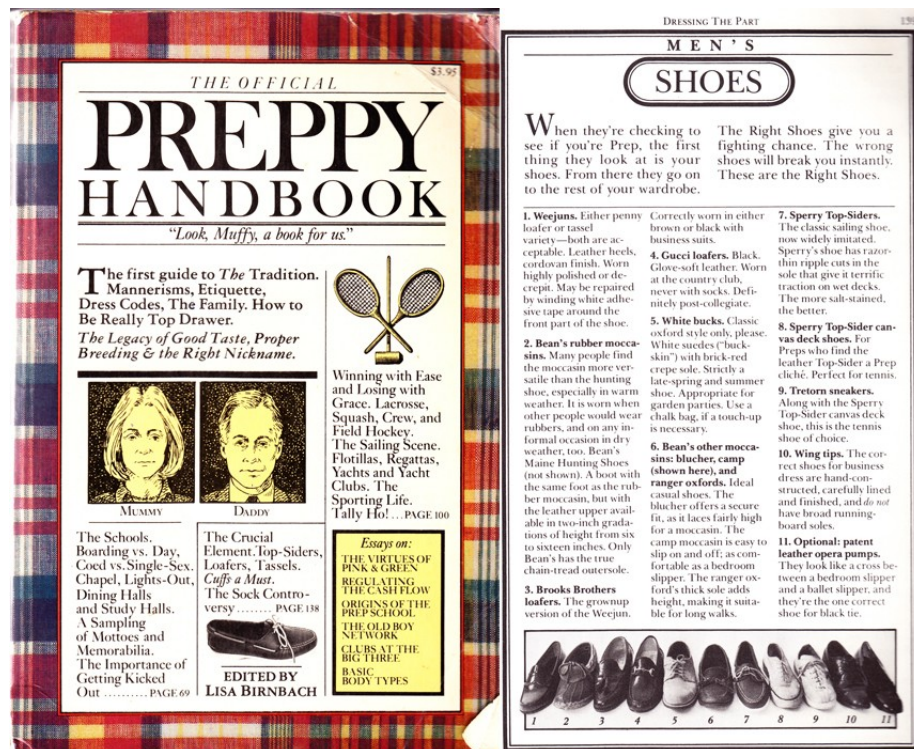 $3.95
THE OFFICIAL
PREPPY
HANDBOOK
“Look, Muffy, a book for us.”
The first guide to The Tradition.
Mannerisms, Etiquette,
Dress Codes, The Family. How to
Be Really Top Drawer.
The Legacy of Good Taste, Proper
Breeding & the Right Nickname.
MUMMY
DADDY
Winning with Ease
and Losing with
Grace. Lacrosse,
Squash, Crew, and
Field Hockey.
The Sailing Scene.
Flotillas, Regattas,
Yachts and Yacht
Clubs. The
Sporting Life.
Tally Ho! ...PAGE 100
The Schools.
Boarding vs. Day,
Coed vs. Single-Sex.
Chapel, Lights-Out,
Dining Halls
and Study Halls.
A Sampling
of Mottoes and
Memorabilia.
The Importance of
Getting Kicked
Out ..........PAGE 69
The Crucial
Element. Top-Siders,
Loafers, Tassels.
Cuffs a Must.
The Sock Contro-
versy ........ PAGE 138
EDITED BY
LISA BIRNBACH
Essays on:
THE VIRTUES OF
PINK & GREEN
REGULATING
THE CASH FLOW
ORIGINS OF THE
PREP SCHOOL
THE OLD BOY
NETWORK
CLUBS AT THE
BIG THREE
BASIC
BODY TYPES
DRESSING THE PART
MEN'S
SHOES
When they're checking to
see if you're Prep, the first
thing they look at is your
shoes. From there they go on
to the rest of your wardrobe.
The Right Shoes give you a
fighting chance. The wrong
shoes will break you instantly.
These are the Right Shoes.
1. Weejuns. Either penny
loafer or tassel
variety—both are ac-
ceptable. Leather heels,
cordovan finish. Worn
highly polished or de-
crepit. May be repaired
by winding white adhe-
sive tape around the
front part of the shoe.
2. Bean's rubber mocca-
sins. Many people find
the moccasin more ver-
satile than the hunting
shoe, especially in warm
weather. It is worn when
other people would wear
rubbers, and on any in-
formal occasion in dry
weather, too. Bean's
Maine Hunting Shoes
(not shown). A boot with
the same foot as the rub-
ber moccasin, but with
the leather upper avail-
able in two-inch grada-
tions of height from six
to sixteen inches. Only
Bean's has the true
chain-tread outersole.
3. Brooks Brothers
loafers. The grownup
version of the Weejun.
Correctly worn in either
brown or black with
business suits.
4. Gucci loafers. Black.
Glove-soft leather. Worn
at the country club,
never with socks. Defi-
nitely post-collegiate.
5. White bucks. Classic
oxford style only, please.
White suedes ("buck-
skin") with brick-red
crepe sole. Strictly a
late-spring and summer
shoe. Appropriate for
garden parties. Use a
chalk bag, if a touch-up
is necessary.
6. Bean's other mocca-
sins: blucher, camp
(shown here), and
ranger oxfords. Ideal
casual shoes. The
blucher offers a secure
fit, as it laces fairly high
for a moccasin. The
camp moccasin is easy to
slip on and off; as com-
fortable as a bedroom
slipper. The ranger ox-
ford's thick sole adds
height, making it suita-
ble for long walks.
7. Sperry Top-Siders.
The classic sailing shoe,
now widely imitated.
Sperry's shoe has razor-
thin ripple cuts in the
sole that give it terrific
traction on wet decks.
The more salt-stained,
the better.
8. Sperry Top-Sider can-
vas deck shoes. For
Preps who find the
leather Top-Sider a Prep
cliché. Perfect for tennis.
9. Tretorn sneakers.
Along with the Sperry
Top-Sider canvas deck
shoe, this is the tennis
shoe of choice.
10. Wing tips. The cor-
rect shoes for business
dress are hand-con-
structed, carefully lined
and finished, and do not
have broad running-
board soles.
11. Optional: patent
leather opera pumps.
They look like a cross be-
tween a bedroom slipper
and a ballet slipper, and
they're the one correct
shoe for black tie.
1 2 3 4 5 6 7 8 9 10 11